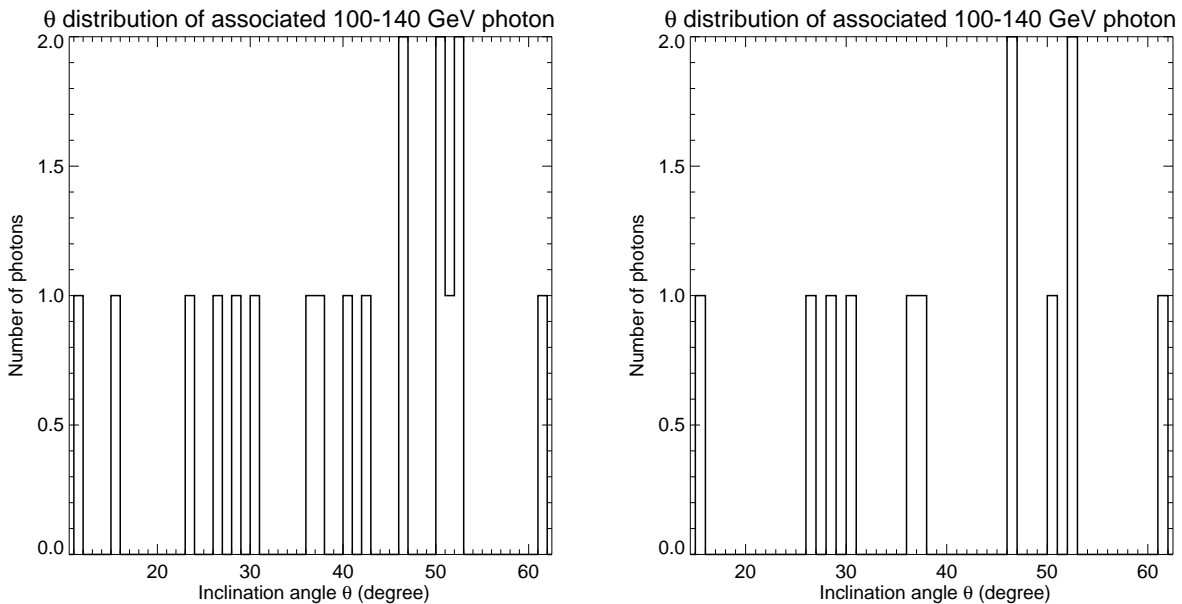 θ distribution of associated 100-140 GeV photon
2.0
1.5
1.0
0.5
0.0
Number of photons
20 30 40 50 60
Inclination angle θ (degree)
θ distribution of associated 100-140 GeV photon
2.0
1.5
1.0
0.5
0.0
Number of photons
20 30 40 50 60
Inclination angle θ (degree)